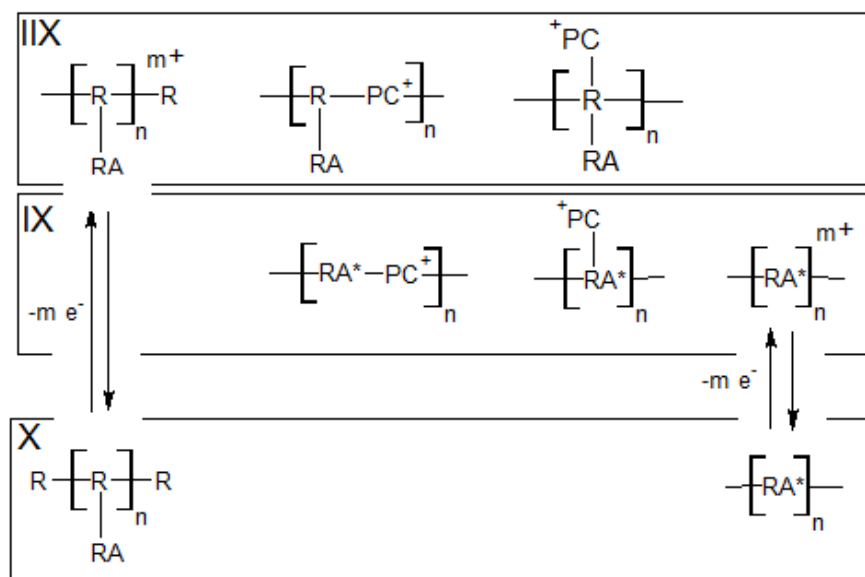 IIX
[R]n m+ R
RA
[R PC+]n
RA
+PC
[R]n
RA
IX
-m e-
[RA* PC+]n
+PC
[RA*]n
[RA*]n m+
-m e-
X
R [R]n R
RA
[RA*]n